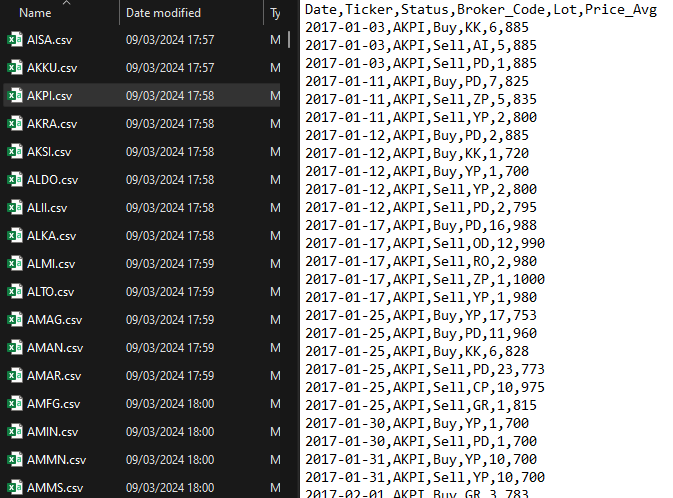 Name Date modified Ty
AISA.csv 09/03/2024 17:57 M
AKKU.csv 09/03/2024 17:57 M
AKPI.csv 09/03/2024 17:58 M
AKRA.csv 09/03/2024 17:58 M
AKSI.csv 09/03/2024 17:58 M
ALDO.csv 09/03/2024 17:58 M
ALII.csv 09/03/2024 17:58 M
ALKA.csv 09/03/2024 17:58 M
ALMI.csv 09/03/2024 17:59 M
ALTO.csv 09/03/2024 17:59 M
AMAG.csv 09/03/2024 17:59 M
AMAN.csv 09/03/2024 17:59 M
AMAR.csv 09/03/2024 17:59 M
AMFG.csv 09/03/2024 18:00 M
AMIN.csv 09/03/2024 18:00 M
AMMN.csv 09/03/2024 18:00 M
AMMS.csv 09/03/2024 18:00 M
Date,Ticker,Status,Broker_Code,Lot,Price_Avg
2017-01-03,AKPI,Buy,KK,6,885
2017-01-03,AKPI,Sell,AI,5,885
2017-01-03,AKPI,Sell,PD,1,885
2017-01-11,AKPI,Buy,PD,7,825
2017-01-11,AKPI,Sell,ZP,5,835
2017-01-11,AKPI,Sell,YP,2,800
2017-01-12,AKPI,Buy,PD,2,885
2017-01-12,AKPI,Buy,KK,1,720
2017-01-12,AKPI,Buy,YP,1,700
2017-01-12,AKPI,Sell,YP,2,800
2017-01-12,AKPI,Sell,PD,2,795
2017-01-17,AKPI,Buy,PD,16,988
2017-01-17,AKPI,Sell,OD,12,990
2017-01-17,AKPI,Sell,RO,2,980
2017-01-17,AKPI,Sell,ZP,1,1000
2017-01-17,AKPI,Sell,YP,1,980
2017-01-25,AKPI,Buy,YP,17,753
2017-01-25,AKPI,Buy,PD,11,960
2017-01-25,AKPI,Buy,KK,6,828
2017-01-25,AKPI,Sell,PD,23,773
2017-01-25,AKPI,Sell,CP,10,975
2017-01-25,AKPI,Sell,GR,1,815
2017-01-30,AKPI,Buy,YP,1,700
2017-01-30,AKPI,Sell,PD,1,700
2017-01-31,AKPI,Buy,YP,10,700
2017-01-31,AKPI,Sell,YP,10,700
2017-02-01,AKPI,Buy,GR,3,783